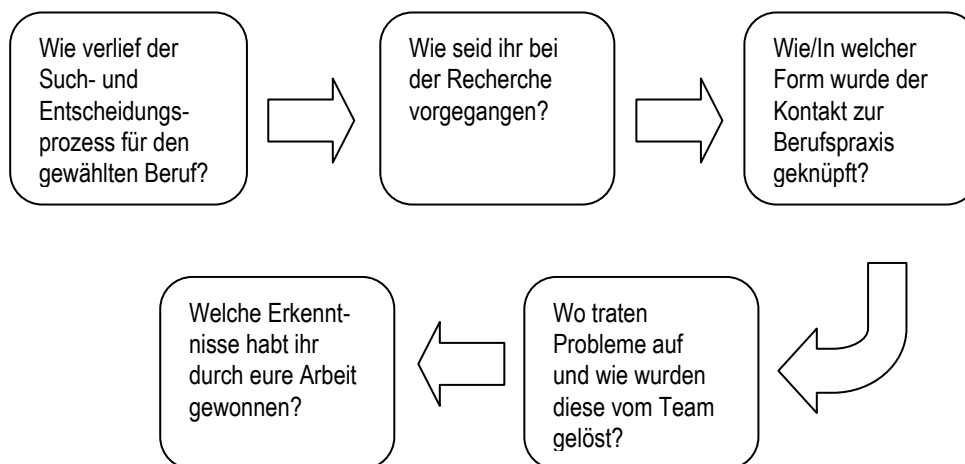 Wie verlief der
Such- und
Entscheidungs-
prozess für den
gewählten Beruf?
Wie seid ihr bei
der Recherche
vorgegangen?
Wie/In welcher
Form wurde der
Kontakt zur
Berufspraxis
geknüpft?
Wo traten
Probleme auf
und wie wurden
diese vom Team
gelöst?
Welche Erkennt-
nisse habt ihr
durch eure Arbeit
gewonnen?